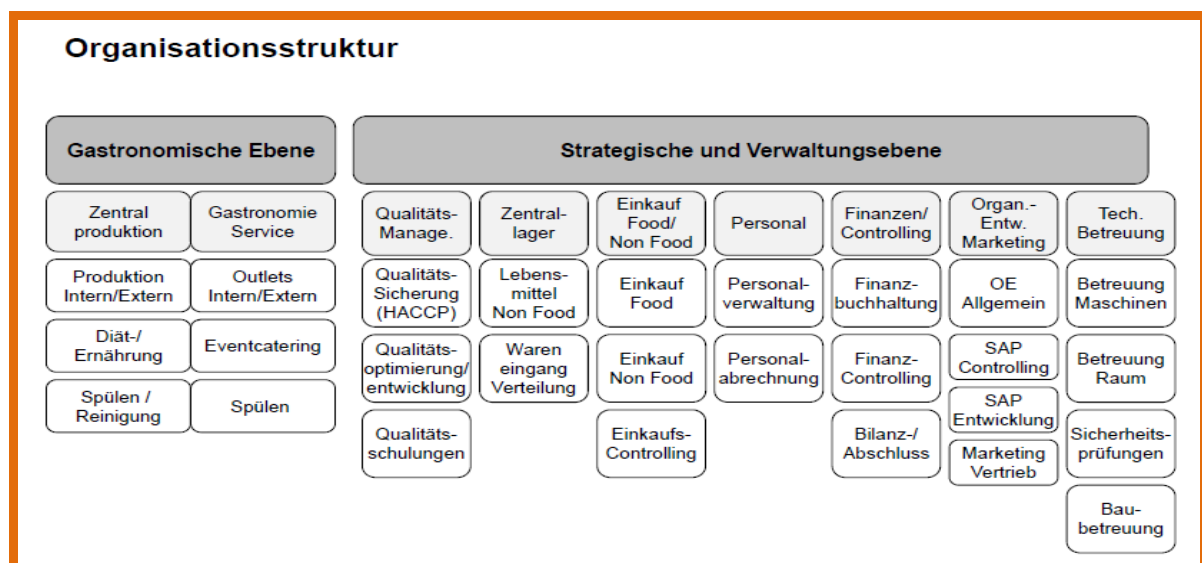 Organisationsstruktur
Gastronomische Ebene
Strategische und Verwaltungsebene
Zentral
produktion
Gastronomie
Service
Qualitäts-
Manage.
Zentral-
lager
Einkauf
Food/
Non Food
Personal
Finanzen/
Controlling
Organ.-
Entw.
Marketing
Tech.
Betreuung
Produktion
Intern/Extern
Outlets
Intern/Extern
Qualitäts-
Sicherung
(HACCP)
Lebens-
mittel
Non Food
Einkauf
Food
Personal-
verwaltung
Finanz-
buchhaltung
OE
Allgemein
Betreuung
Maschinen
Diät-/
Ernährung
Eventcatering
Qualitäts-
optimierung/
entwicklung
Waren
eingang
Verteilung
Einkauf
Non Food
Personal-
abrechnung
Finanz-
Controlling
SAP
Controlling
Betreuung
Raum
Spülen /
Reinigung
Spülen
Qualitäts-
schulungen
Einkaufs-
Controlling
Bilanz-/
Abschluss
SAP
Entwicklung
Marketing
Vertrieb
Sicherheits-
prüfungen
Bau-
betreuung